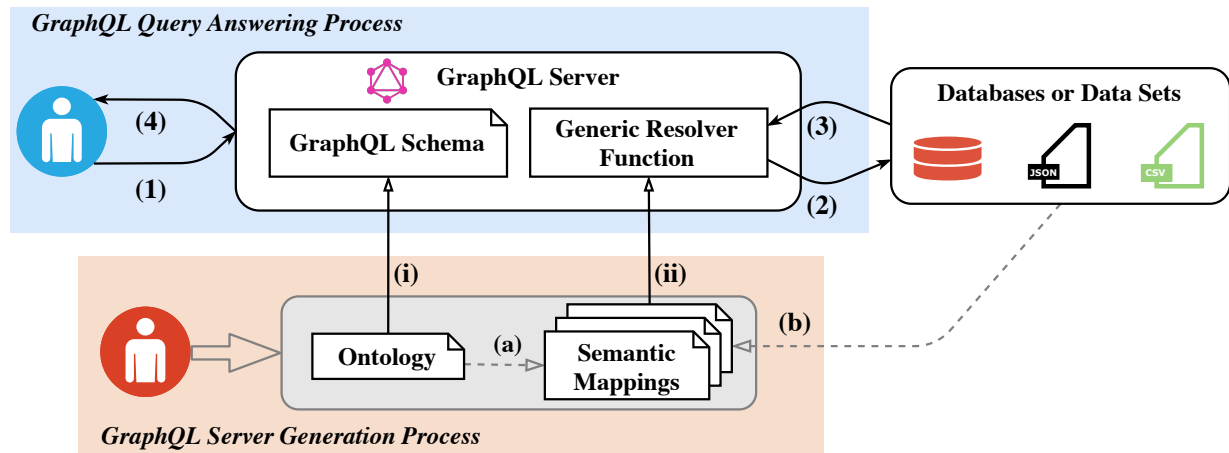 GraphQL Query Answering Process
GraphQL Server
Databases or Data Sets
(4)
GraphQL Schema
Generic Resolver
Function
(3)
JSON
CSV
(1)
(2)
(i)
(ii)
(b)
Ontology
(a)
Semantic
Mappings
GraphQL Server Generation Process